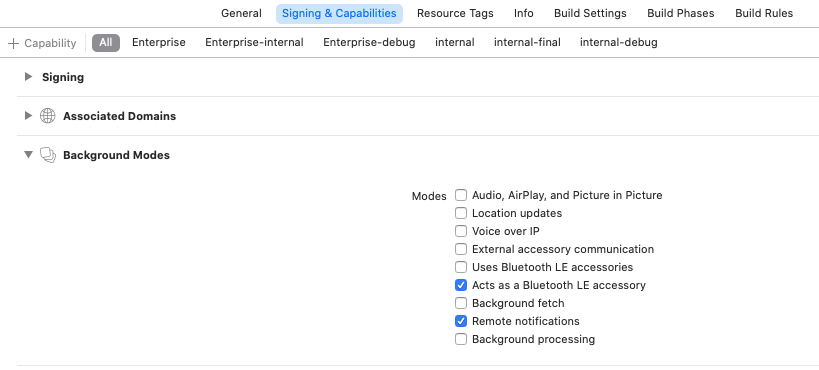 General Signing & Capabilities Resource Tags Info Build Settings Build Phases Build Rules
+ Capability All Enterprise Enterprise-internal Enterprise-debug internal internal-final internal-debug
Signing
Associated Domains
Background Modes
Modes Audio, AirPlay, and Picture in Picture
Location updates
Voice over IP
External accessory communication
Uses Bluetooth LE accessories
Acts as a Bluetooth LE accessory
Background fetch
Remote notifications
Background processing